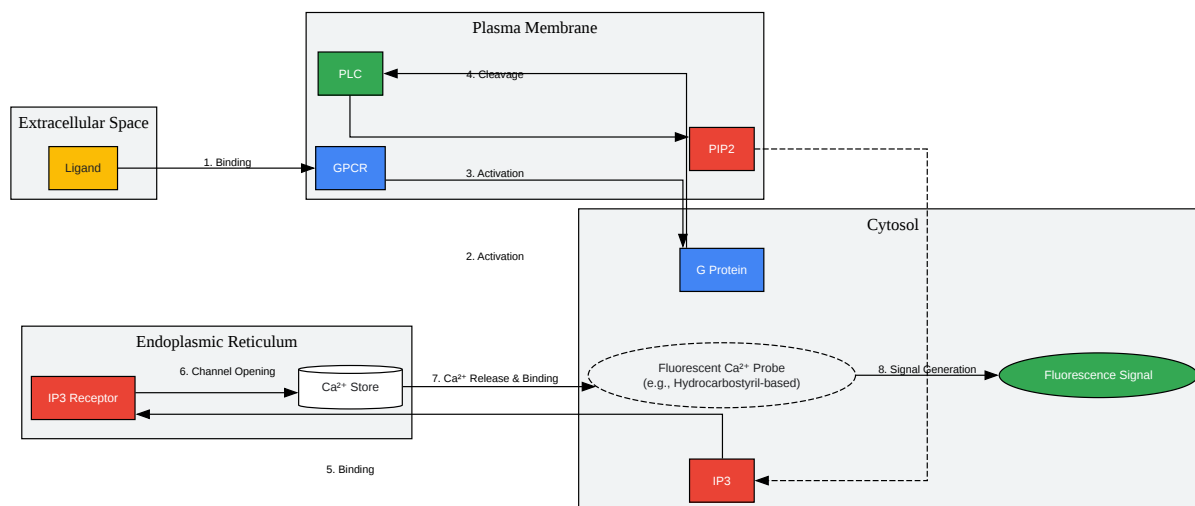 Plasma Membrane
PLC
4. Cleavage
Extracellular Space
Ligand
1. Binding
GPCR
3. Activation
PIP2
Cytosol
2. Activation
G Protein
Endoplasmic Reticulum
6. Channel Opening
IP3 Receptor
Ca²⁺ Store
7. Ca²⁺ Release & Binding
Fluorescent Ca²⁺ Probe
(e.g., Hydrocarbostyril-based)
8. Signal Generation
Fluorescence Signal
5. Binding
IP3